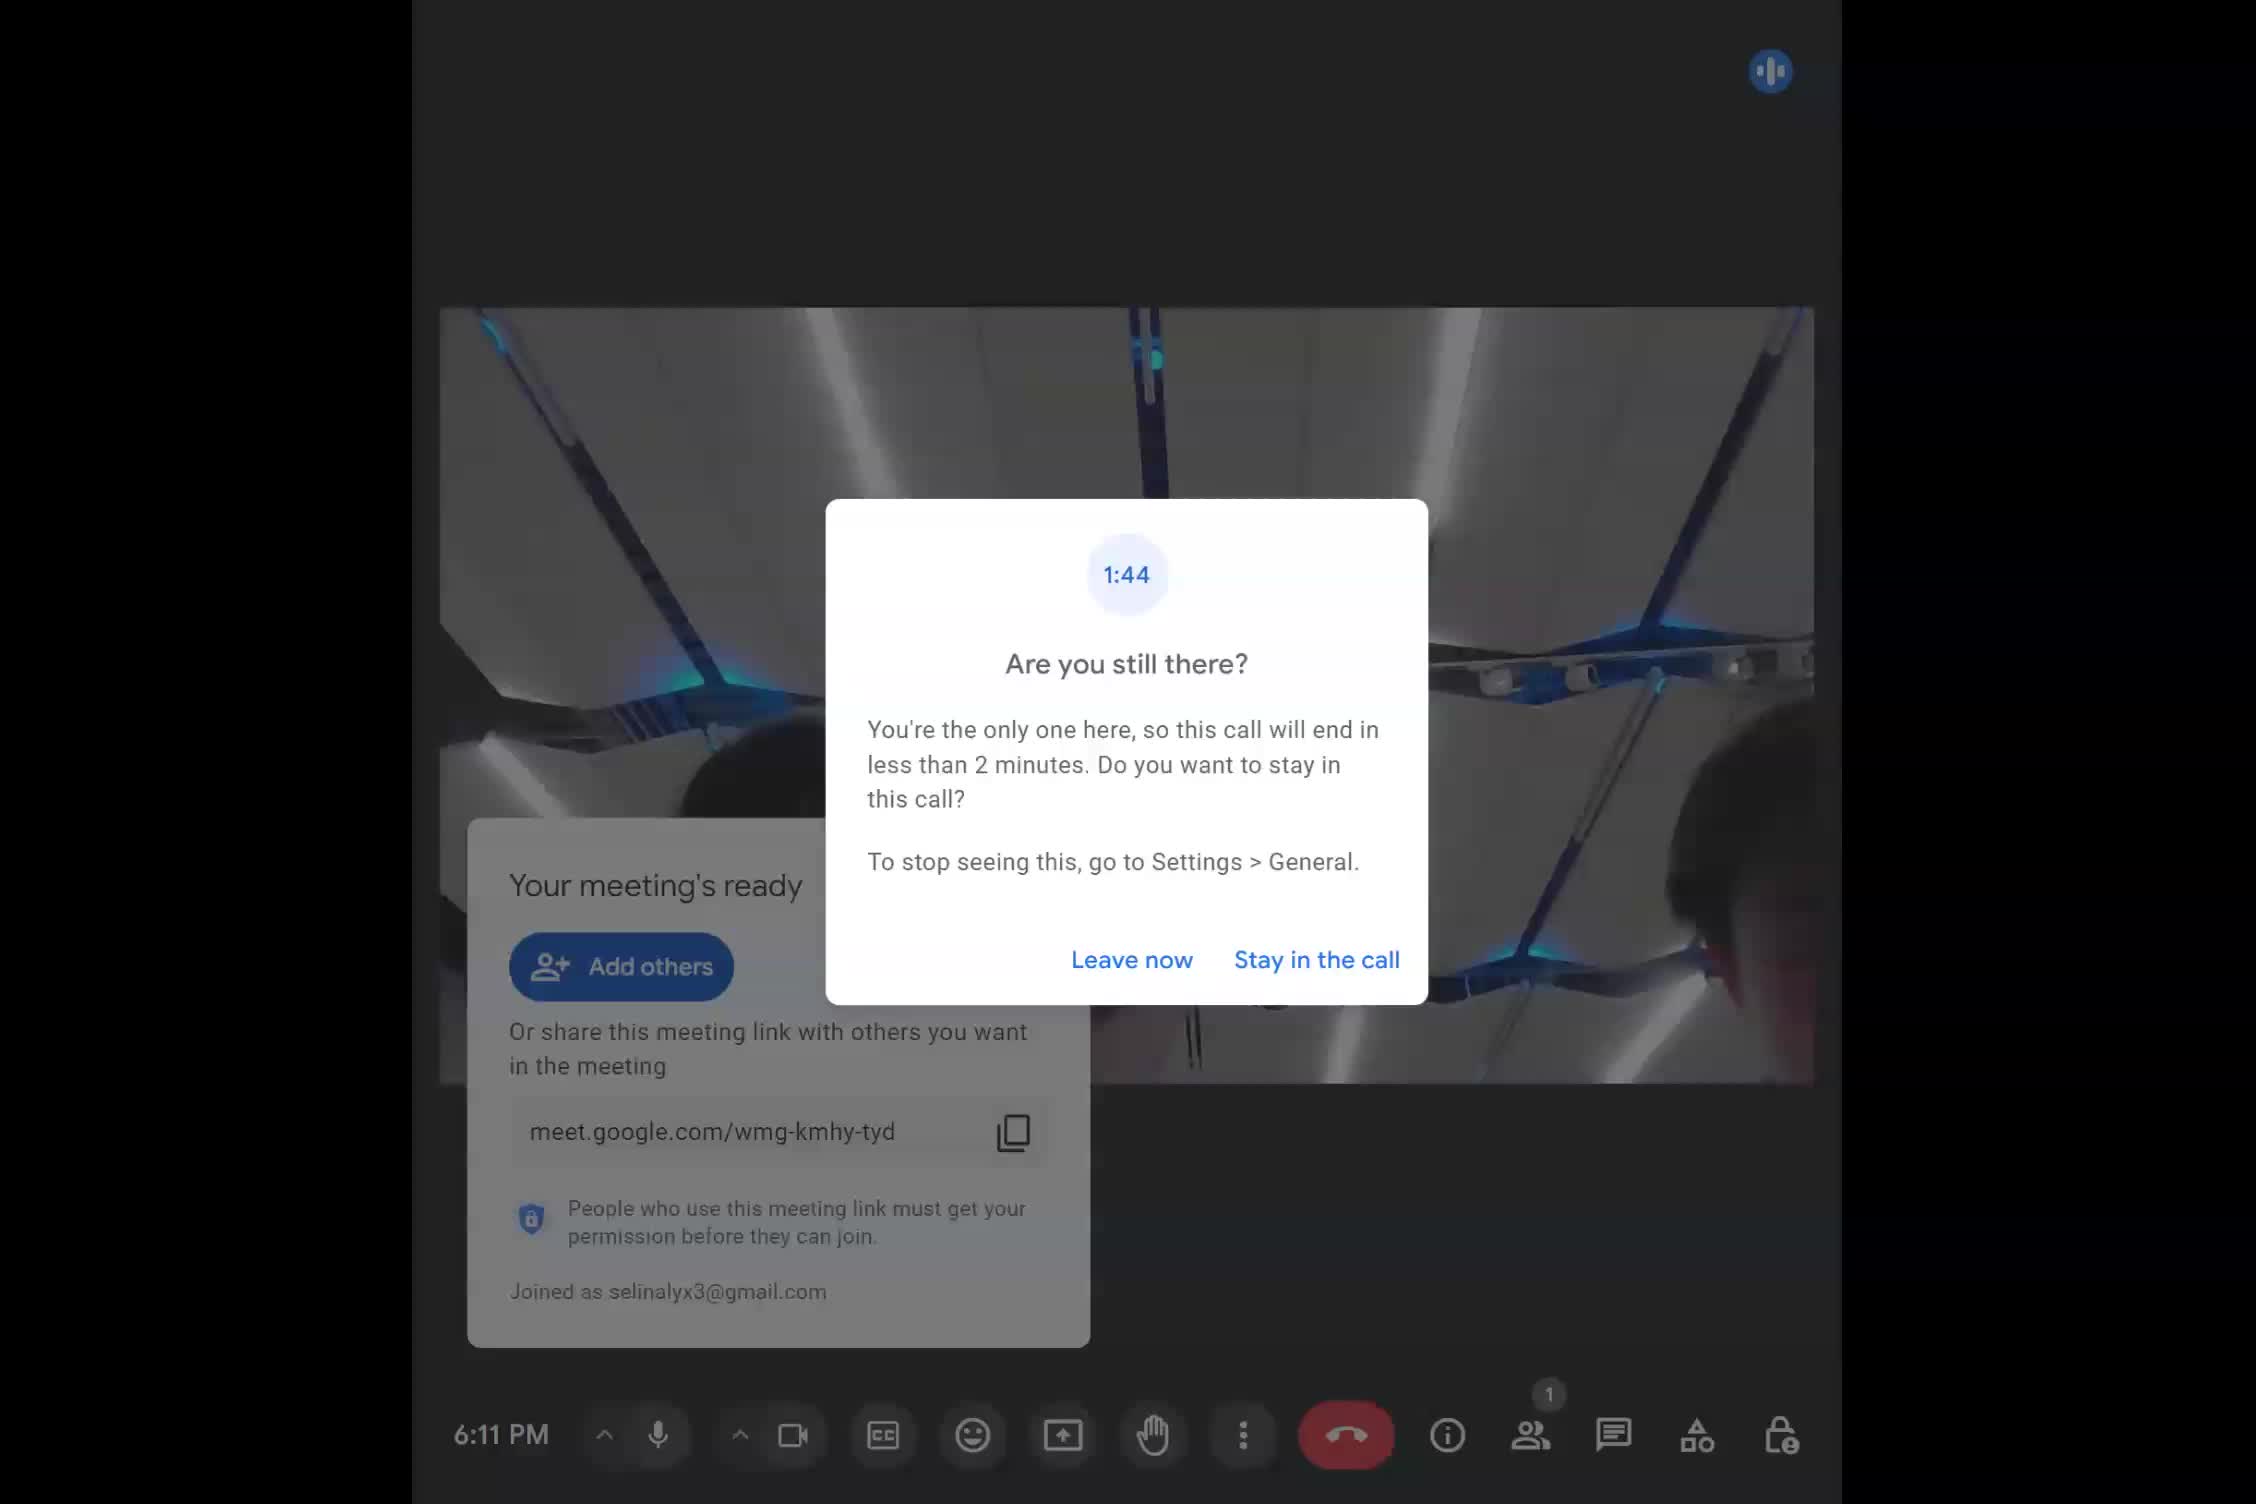 1:44
Are you still there?
You're the only one here, so this call will end in
less than 2 minutes. Do you want to stay in
this call?
To stop seeing this, go to Settings > General.
Leave now
Stay in the call
Your meeting's ready
Add others
Or share this meeting link with others you want
in the meeting
meet.google.com/wmg-kmhy-tyd
People who use this meeting link must get your
permission before they can join.
Joined as selinalyx3@gmail.com
6:11 PM
CC
1